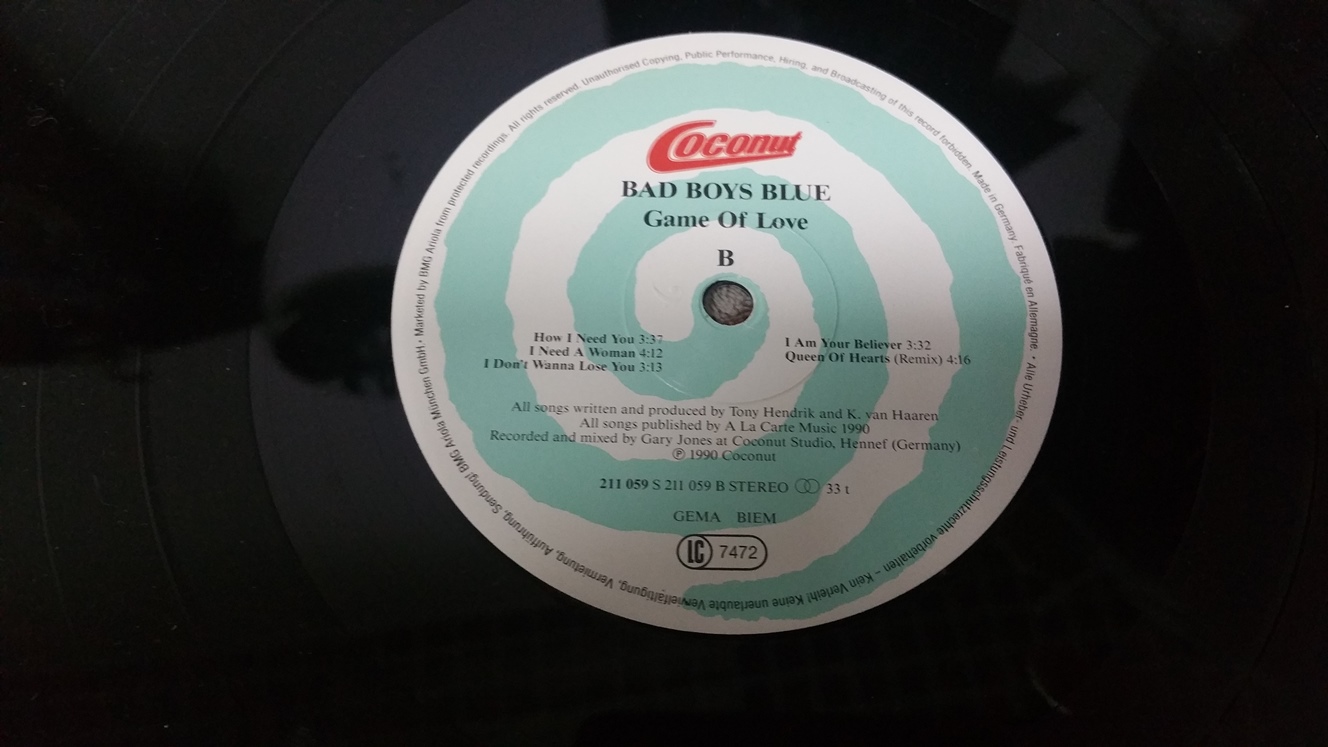 Coconut
BAD BOYS BLUE
Game Of Love
B
How I Need You 3:37
I Need A Woman 4:12
I Don't Wanna Lose You 3:13
I Am Your Believer 3:32
Queen Of Hearts (Remix) 4:16
All songs written and produced by Tony Hendrik and K. van Haaren
All songs published by A La Carte Music 1990
Recorded and mixed by Gary Jones at Coconut Studio, Hennef (Germany)
℗ 1990 Coconut
211 059 S 211 059 B STEREO 33 t
GEMA BIEM
LC 7472
Marketed by BMG Ariola from protected recordings. All rights reserved. Unauthorised Copying, Public Performance, Hiring, and Broadcasting of this record forbidden. Made in Germany. Fabriqué en Allemagne. • Alle Urheber- und Leistungsschutzrechte vorbehalten – Kein Verleih! Keine unerlaubte Vervielfältigung, Vermietung, Aufführung, Sendung! BMG Ariola München GmbH •